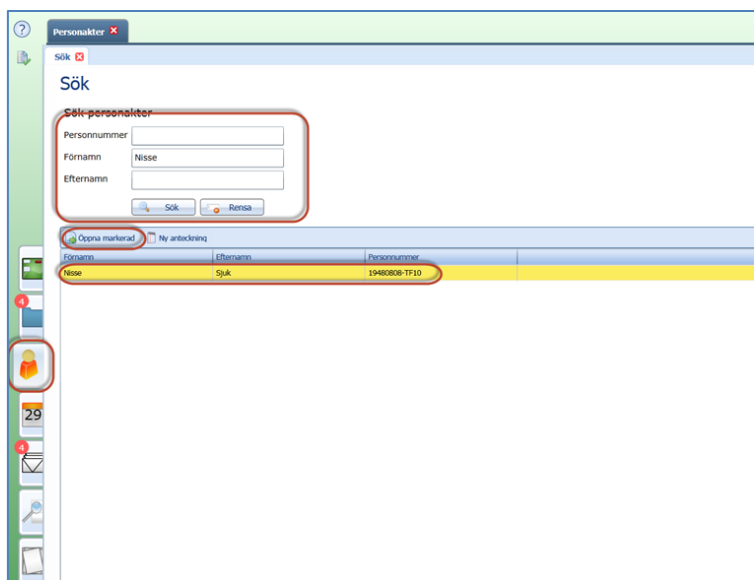 Personakter
Sök
Sök
Sök personakter
Personnummer
Förnamn Nisse
Efternamn
Sök Rensa
Öppna markerad Ny anteckning
Förnamn Efternamn Personnummer
Nisse Sjuk 19480808-TF10
4
29
4